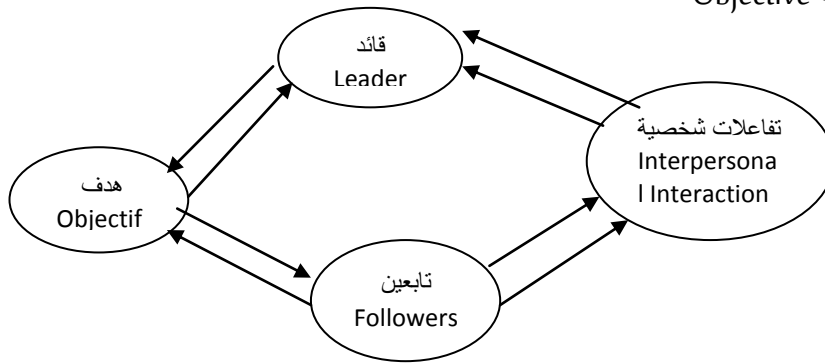 Objective
قائد
Leader
تفاعلات شخصية
Interpersona
l Interaction
هدف
Objectif
تابعين
Followers